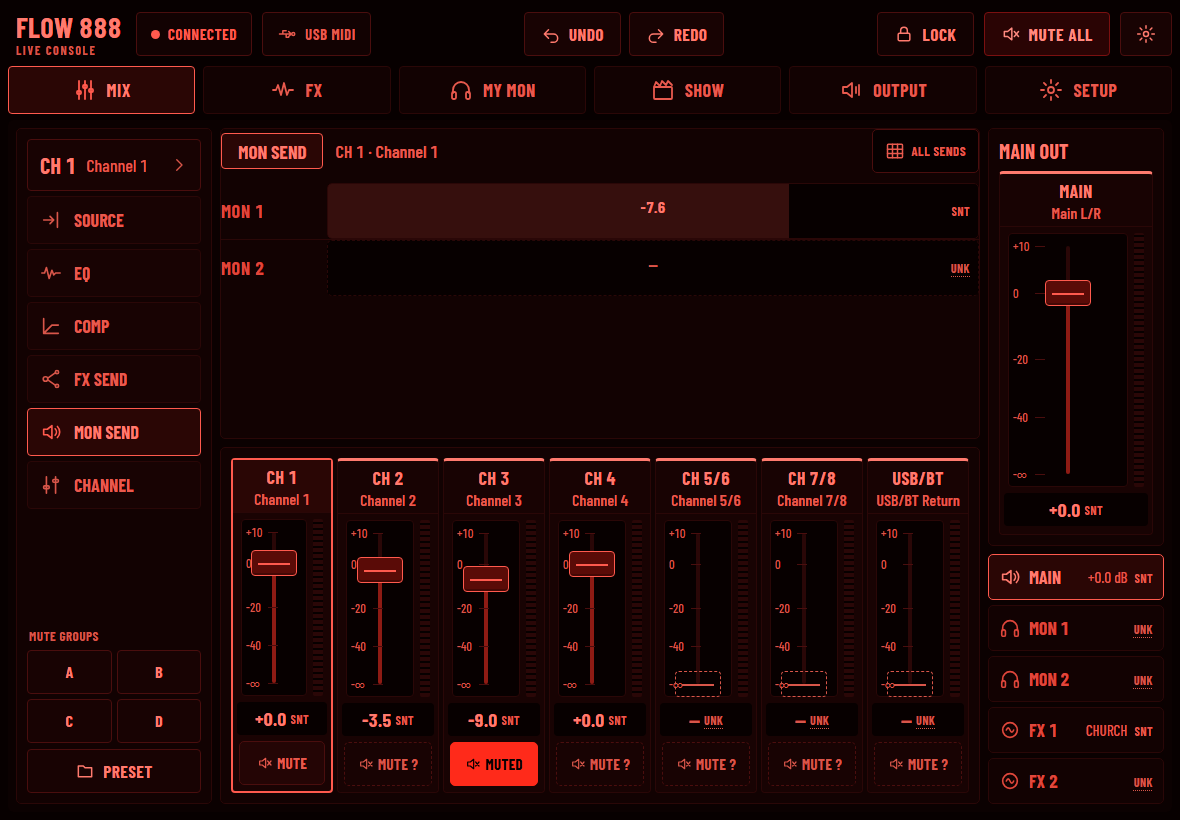 FLOW 888
LIVE CONSOLE
CONNECTED
USB MIDI
UNDO
REDO
LOCK
MUTE ALL
MIX
FX
MY MON
SHOW
OUTPUT
SETUP
CH 1 Channel 1
SOURCE
EQ
COMP
FX SEND
MON SEND
CHANNEL
MUTE GROUPS
A
B
C
D
PRESET
MON SEND
CH 1 · Channel 1
ALL SENDS
MON 1
-7.6
SNT
MON 2
—
UNK
CH 1
Channel 1
+10
0
-20
-40
-∞
+0.0 SNT
MUTE
CH 2
Channel 2
+10
0
-20
-40
-∞
-3.5 SNT
MUTE ?
CH 3
Channel 3
+10
0
-20
-40
-∞
-9.0 SNT
MUTED
CH 4
Channel 4
+10
0
-20
-40
-∞
+0.0 SNT
MUTE ?
CH 5/6
Channel 5/6
+10
0
-20
-40
-∞
— UNK
MUTE ?
CH 7/8
Channel 7/8
+10
0
-20
-40
-∞
— UNK
MUTE ?
USB/BT
USB/BT Return
+10
0
-20
-40
-∞
— UNK
MUTE ?
MAIN OUT
MAIN
Main L/R
+10
0
-20
-40
-∞
+0.0 SNT
MAIN +0.0 dB SNT
MON 1 UNK
MON 2 UNK
FX 1 CHURCH SNT
FX 2 UNK